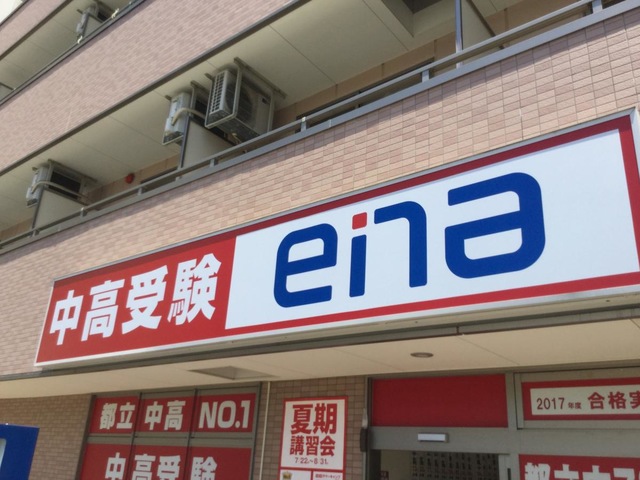 中高受験 ena
都立中高 NO.1
中高受験
夏期
講習会
7/22.~8/31.
2017年度 合格実